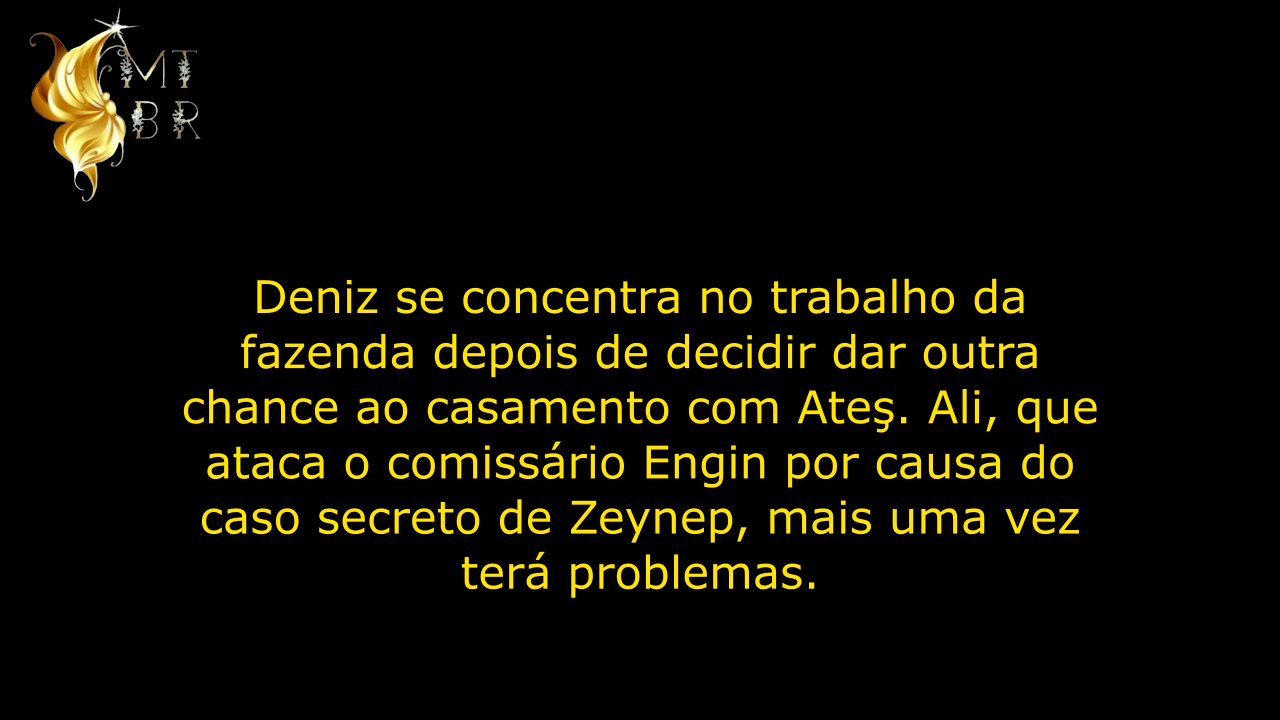 MT
BR
Deniz se concentra no trabalho da
fazenda depois de decidir dar outra
chance ao casamento com Ateş. Ali, que
ataca o comissário Engin por causa do
caso secreto de Zeynep, mais uma vez
terá problemas.